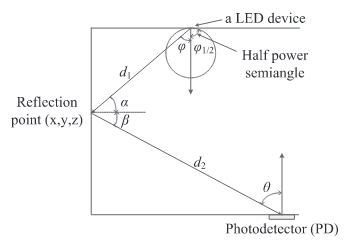 a LED device
φ φ1/2
Half power
semiangle
d1
Reflection
point (x,y,z)
α
β
d2
θ
Photodetector (PD)